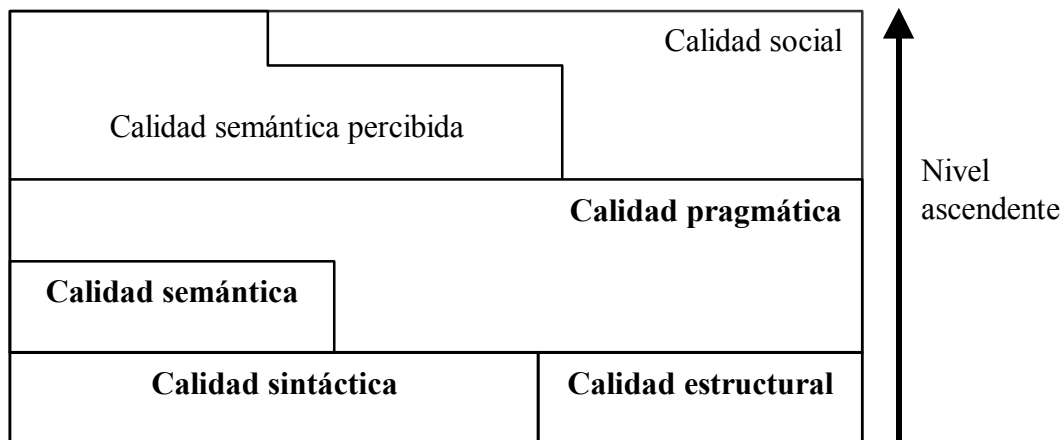 Calidad social
Calidad semántica percibida
Nivel
ascendente
Calidad pragmática
Calidad semántica
Calidad sintáctica
Calidad estructural